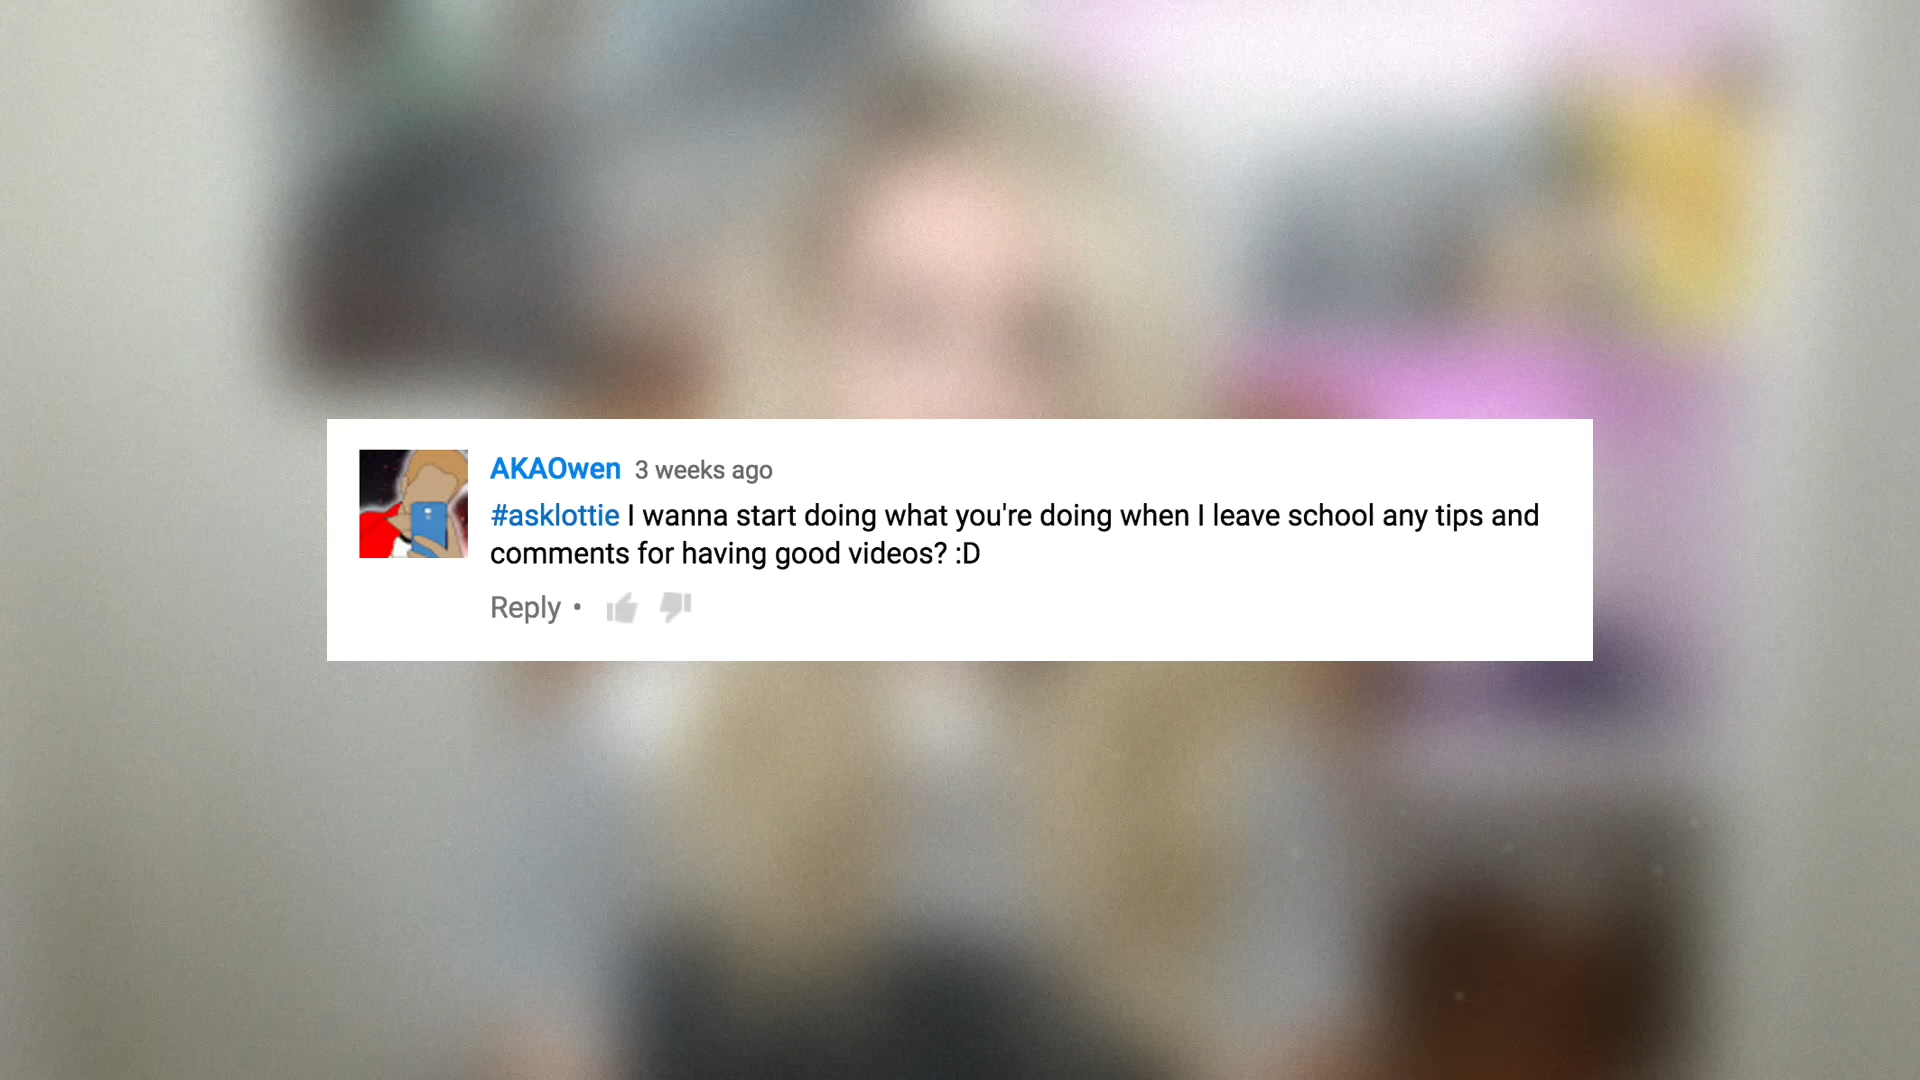 AKAOwen 3 weeks ago
#asklottie I wanna start doing what you're doing when I leave school any tips and
comments for having good videos? :D
Reply •